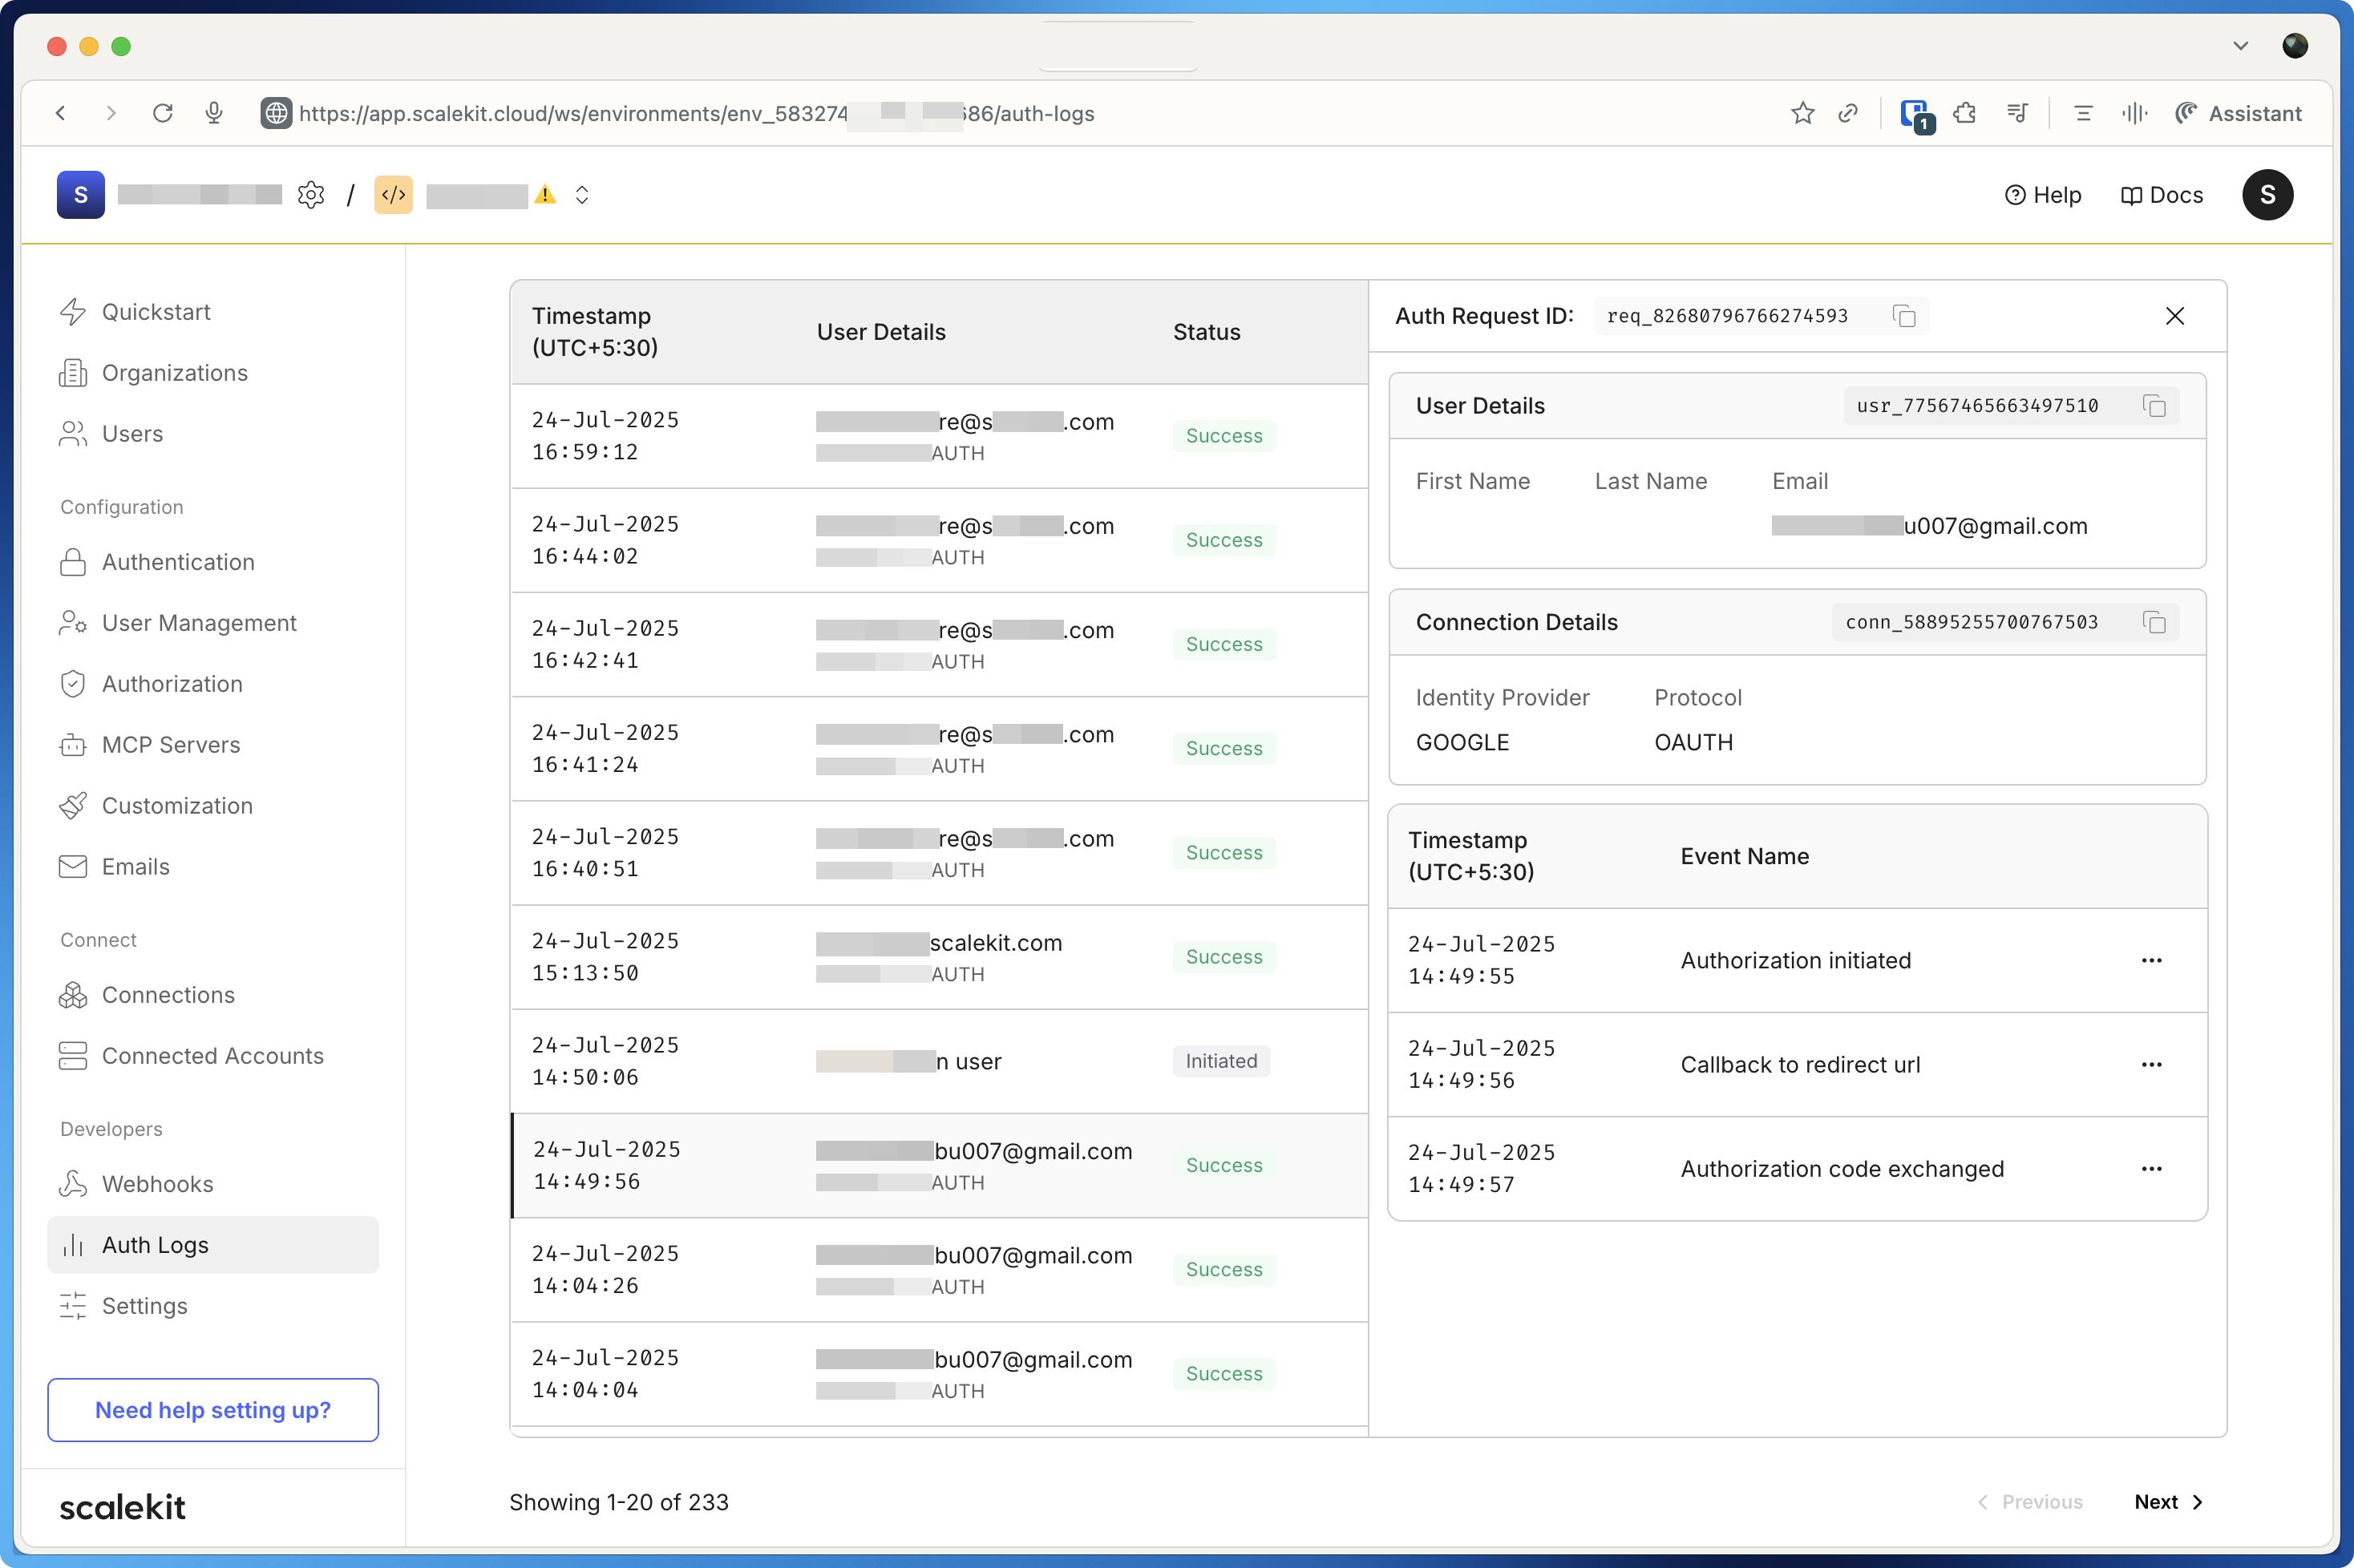 https://app.scalekit.cloud/ws/environments/env_583274 686/auth-logs
1
Assistant
S
/
</>
Help
Docs
S
Quickstart
Organizations
Users
Configuration
Authentication
User Management
Authorization
MCP Servers
Customization
Emails
Connect
Connections
Connected Accounts
Developers
Webhooks
Auth Logs
Settings
Need help setting up?
scalekit
Timestamp
(UTC+5:30)
User Details
Status
24-Jul-2025
16:59:12
re@s .com
AUTH
Success
24-Jul-2025
16:44:02
re@s .com
AUTH
Success
24-Jul-2025
16:42:41
re@s .com
AUTH
Success
24-Jul-2025
16:41:24
re@s .com
AUTH
Success
24-Jul-2025
16:40:51
re@s .com
AUTH
Success
24-Jul-2025
15:13:50
scalekit.com
AUTH
Success
24-Jul-2025
14:50:06
n user
Initiated
24-Jul-2025
14:49:56
bu007@gmail.com
AUTH
Success
24-Jul-2025
14:04:26
bu007@gmail.com
AUTH
Success
24-Jul-2025
14:04:04
bu007@gmail.com
AUTH
Success
Auth Request ID:
req_82680796766274593
User Details
usr_77567465663497510
First Name
Last Name
Email
u007@gmail.com
Connection Details
conn_58895255700767503
Identity Provider
Protocol
GOOGLE
OAUTH
Timestamp
(UTC+5:30)
Event Name
24-Jul-2025
14:49:55
Authorization initiated
24-Jul-2025
14:49:56
Callback to redirect url
24-Jul-2025
14:49:57
Authorization code exchanged
Showing 1-20 of 233
Previous
Next